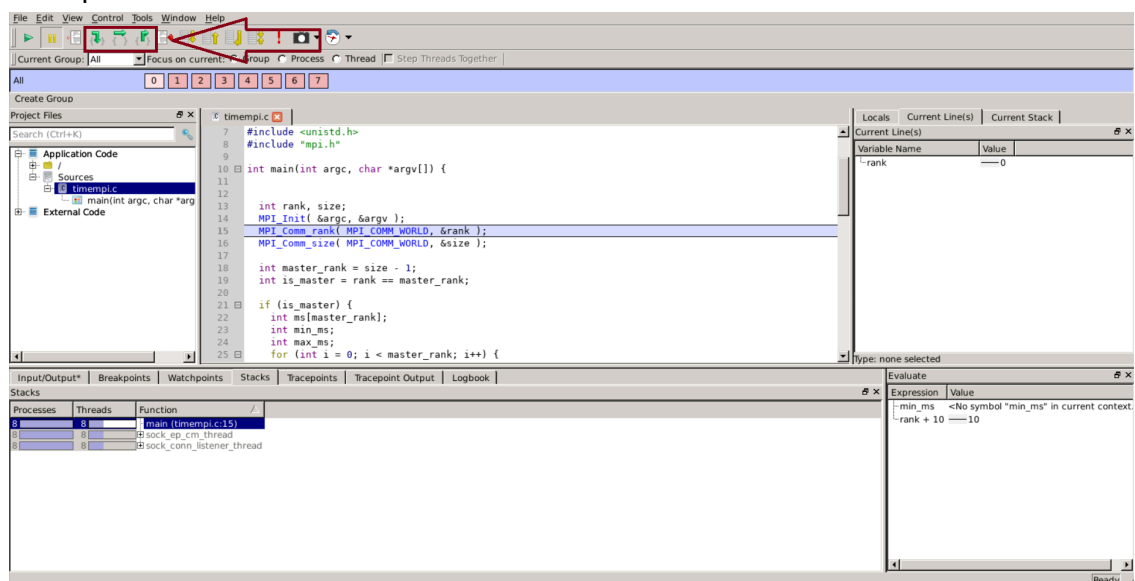 File Edit View Control Tools Window Help
Current Group: All Focus on current: Group Process Thread Step Threads Together
All 0 1 2 3 4 5 6 7
Create Group
Project Files
Search (Ctrl+K)
Application Code
/
Sources
timempi.c
main(int argc, char *arg
External Code
timempi.c
7 #include <unistd.h>
8 #include "mpi.h"
9
10 int main(int argc, char *argv[]) {
11
12
13 int rank, size;
14 MPI_Init( &argc, &argv );
15 MPI_Comm_rank( MPI_COMM_WORLD, &rank );
16 MPI_Comm_size( MPI_COMM_WORLD, &size );
17
18 int master_rank = size - 1;
19 int is_master = rank == master_rank;
20
21 if (is_master) {
22 int ms[master_rank];
23 int min_ms;
24 int max_ms;
25 for (int i = 0; i < master_rank; i++) {
Locals Current Line(s) Current Stack
Current Line(s)
Variable Name Value
rank 0
Type: none selected
Input/Output* Breakpoints Watchpoints Stacks Tracepoints Tracepoint Output Logbook
Stacks
Processes Threads Function
8 8 main (timempi.c:15)
8 8 sock_ep_cm_thread
8 8 sock_conn_listener_thread
Evaluate
Expression Value
min_ms <No symbol "min_ms" in current context.
rank + 10 10
Ready